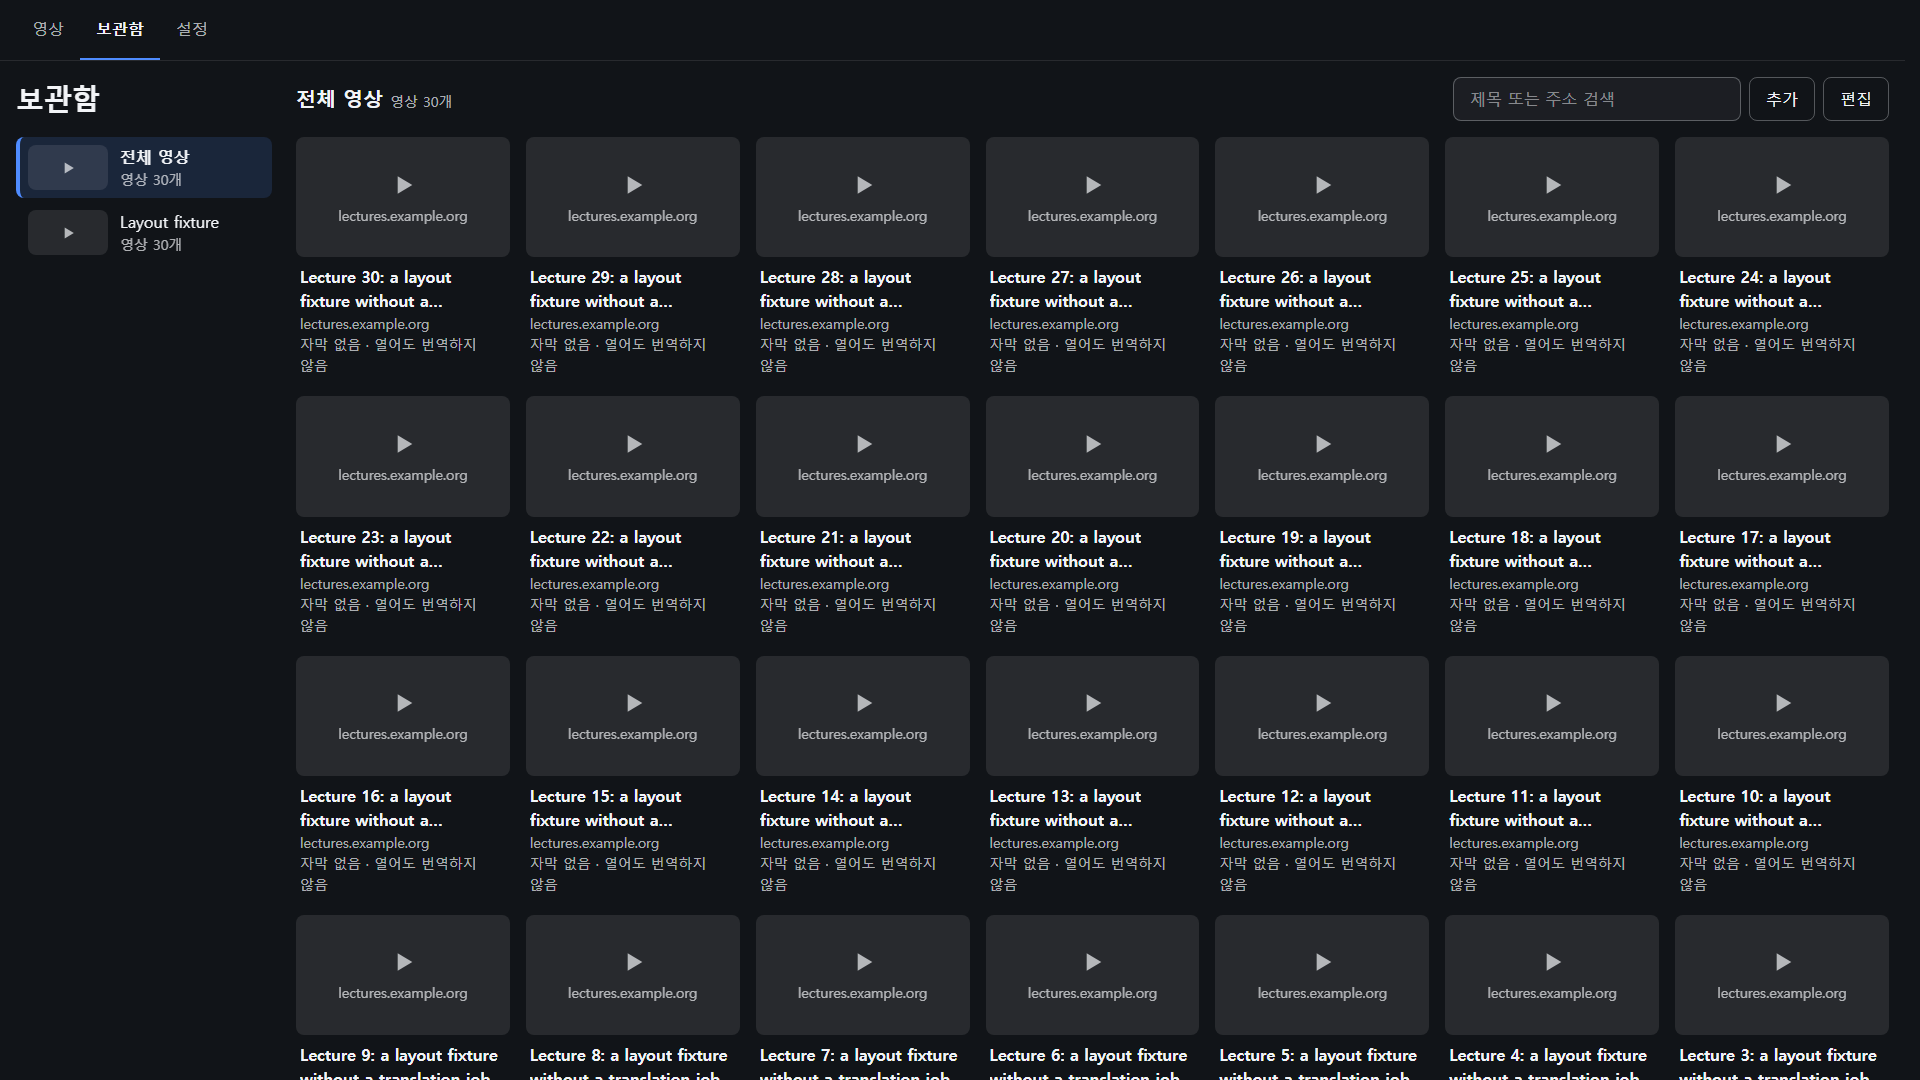 영상
보관함
설정
보관함
전체 영상
영상 30개
Layout fixture
영상 30개
전체 영상 영상 30개
제목 또는 주소 검색
추가
편집
lectures.example.org
Lecture 30: a layout
fixture without a...
lectures.example.org
자막 없음 · 열어도 번역하지
않음
lectures.example.org
Lecture 29: a layout
fixture without a...
lectures.example.org
자막 없음 · 열어도 번역하지
않음
lectures.example.org
Lecture 28: a layout
fixture without a...
lectures.example.org
자막 없음 · 열어도 번역하지
않음
lectures.example.org
Lecture 27: a layout
fixture without a...
lectures.example.org
자막 없음 · 열어도 번역하지
않음
lectures.example.org
Lecture 26: a layout
fixture without a...
lectures.example.org
자막 없음 · 열어도 번역하지
않음
lectures.example.org
Lecture 25: a layout
fixture without a...
lectures.example.org
자막 없음 · 열어도 번역하지
않음
lectures.example.org
Lecture 24: a layout
fixture without a...
lectures.example.org
자막 없음 · 열어도 번역하지
않음
lectures.example.org
Lecture 23: a layout
fixture without a...
lectures.example.org
자막 없음 · 열어도 번역하지
않음
lectures.example.org
Lecture 22: a layout
fixture without a...
lectures.example.org
자막 없음 · 열어도 번역하지
않음
lectures.example.org
Lecture 21: a layout
fixture without a...
lectures.example.org
자막 없음 · 열어도 번역하지
않음
lectures.example.org
Lecture 20: a layout
fixture without a...
lectures.example.org
자막 없음 · 열어도 번역하지
않음
lectures.example.org
Lecture 19: a layout
fixture without a...
lectures.example.org
자막 없음 · 열어도 번역하지
않음
lectures.example.org
Lecture 18: a layout
fixture without a...
lectures.example.org
자막 없음 · 열어도 번역하지
않음
lectures.example.org
Lecture 17: a layout
fixture without a...
lectures.example.org
자막 없음 · 열어도 번역하지
않음
lectures.example.org
Lecture 16: a layout
fixture without a...
lectures.example.org
자막 없음 · 열어도 번역하지
않음
lectures.example.org
Lecture 15: a layout
fixture without a...
lectures.example.org
자막 없음 · 열어도 번역하지
않음
lectures.example.org
Lecture 14: a layout
fixture without a...
lectures.example.org
자막 없음 · 열어도 번역하지
않음
lectures.example.org
Lecture 13: a layout
fixture without a...
lectures.example.org
자막 없음 · 열어도 번역하지
않음
lectures.example.org
Lecture 12: a layout
fixture without a...
lectures.example.org
자막 없음 · 열어도 번역하지
않음
lectures.example.org
Lecture 11: a layout
fixture without a...
lectures.example.org
자막 없음 · 열어도 번역하지
않음
lectures.example.org
Lecture 10: a layout
fixture without a...
lectures.example.org
자막 없음 · 열어도 번역하지
않음
lectures.example.org
Lecture 9: a layout fixture
without a translation job
lectures.example.org
Lecture 8: a layout fixture
without a translation job
lectures.example.org
Lecture 7: a layout fixture
without a translation job
lectures.example.org
Lecture 6: a layout fixture
without a translation job
lectures.example.org
Lecture 5: a layout fixture
without a translation job
lectures.example.org
Lecture 4: a layout fixture
without a translation job
lectures.example.org
Lecture 3: a layout fixture
without a translation job